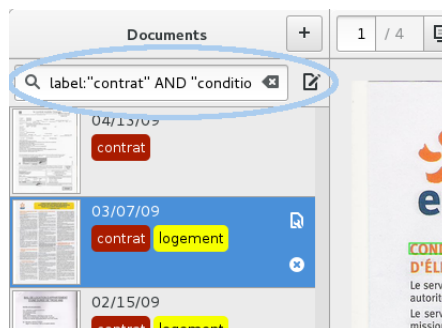 Documents
+
1 / 4
label:"contrat" AND "conditio
04/13/09
contrat
03/07/09
contrat logement
02/15/09
contrat logement
e
COND
D'ÉL
Le serv
autorit
Le serv
mission